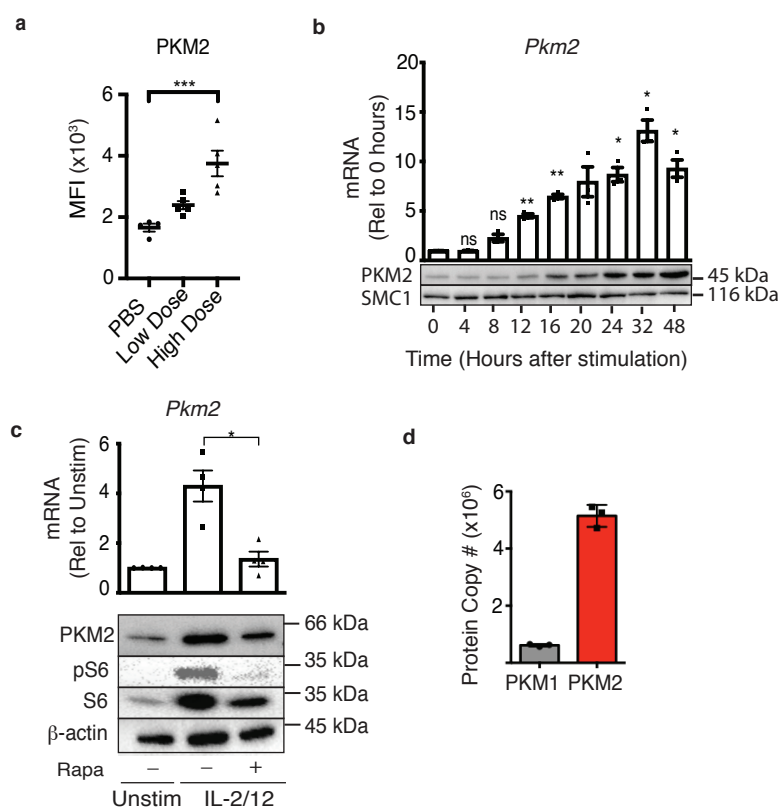 a
PKM2
***
6
4
2
0
MFI (x10³)
PBS
Low Dose
High Dose
b
Pkm2
20
15
10
5
0
mRNA
(Rel to 0 hours)
ns
ns
**
**
*
*
*
PKM2
45 kDa
SMC1
116 kDa
0 4 8 12 16 20 24 32 48
Time (Hours after stimulation)
c
Pkm2
*
6
4
2
0
mRNA
(Rel to Unstim)
PKM2
66 kDa
pS6
35 kDa
S6
35 kDa
β-actin
45 kDa
Rapa − − +
Unstim IL-2/12
d
6
4
2
Protein Copy # (x10⁶)
PKM1 PKM2